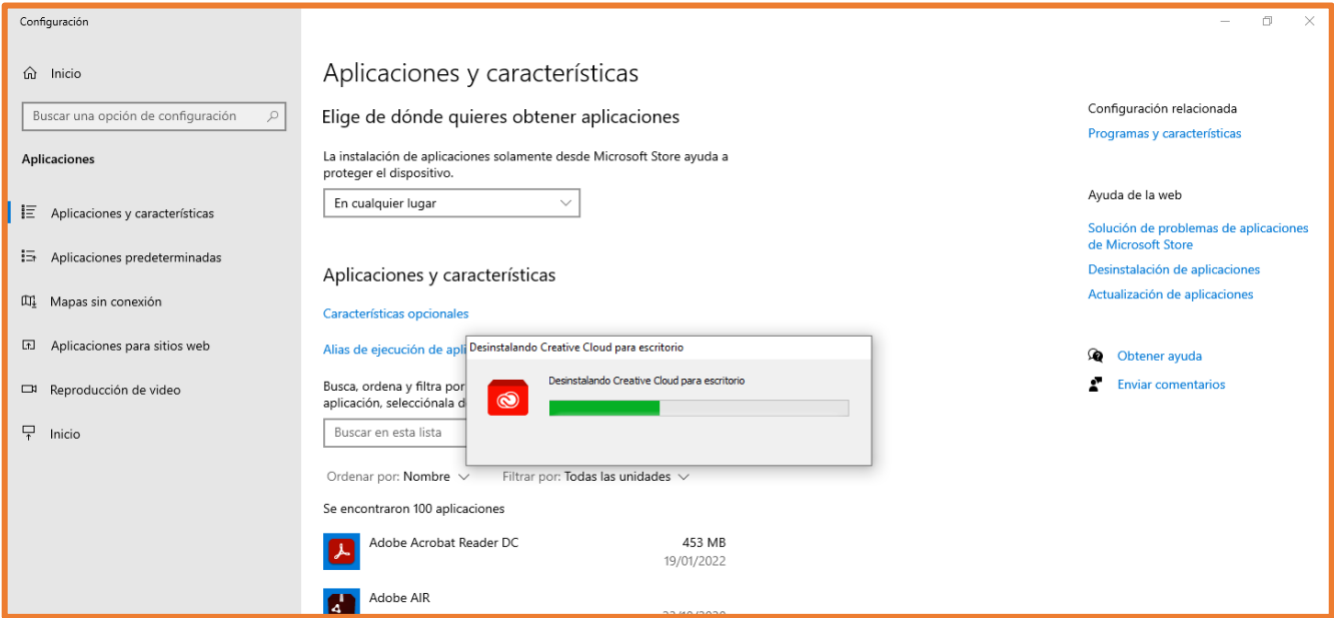 Configuración
Inicio
Buscar una opción de configuración
Aplicaciones
Aplicaciones y características
Aplicaciones predeterminadas
Mapas sin conexión
Aplicaciones para sitios web
Reproducción de video
Inicio
Aplicaciones y características
Elige de dónde quieres obtener aplicaciones
La instalación de aplicaciones solamente desde Microsoft Store ayuda a
proteger el dispositivo.
En cualquier lugar
Aplicaciones y características
Características opcionales
Alias de ejecución de
Busca, ordena y filtra por
aplicación, selecciónala
Buscar en esta lista
Ordenar por: Nombre
Filtrar por: Todas las unidades
Se encontraron 100 aplicaciones
Adobe Acrobat Reader DC
453 MB
19/01/2022
Adobe AIR
Desinstalando Creative Cloud para escritorio
Desinstalando Creative Cloud para escritorio
Configuración relacionada
Programas y características
Ayuda de la web
Solución de problemas de aplicaciones
de Microsoft Store
Desinstalación de aplicaciones
Actualización de aplicaciones
Obtener ayuda
Enviar comentarios